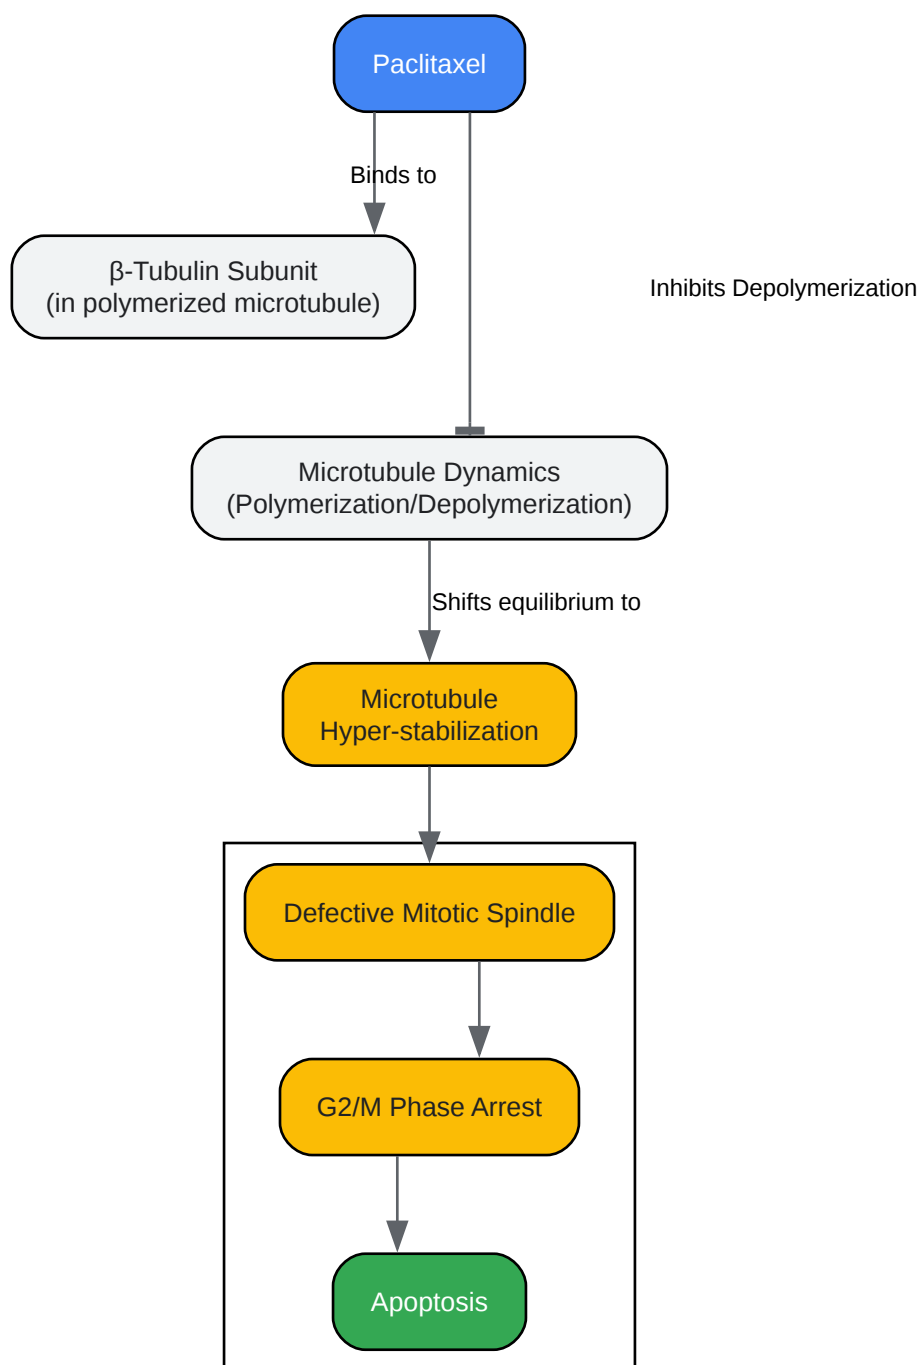 Paclitaxel
Binds to
β-Tubulin Subunit
(in polymerized microtubule)
Inhibits Depolymerization
Microtubule Dynamics
(Polymerization/Depolymerization)
Shifts equilibrium to
Microtubule
Hyper-stabilization
Defective Mitotic Spindle
G2/M Phase Arrest
Apoptosis